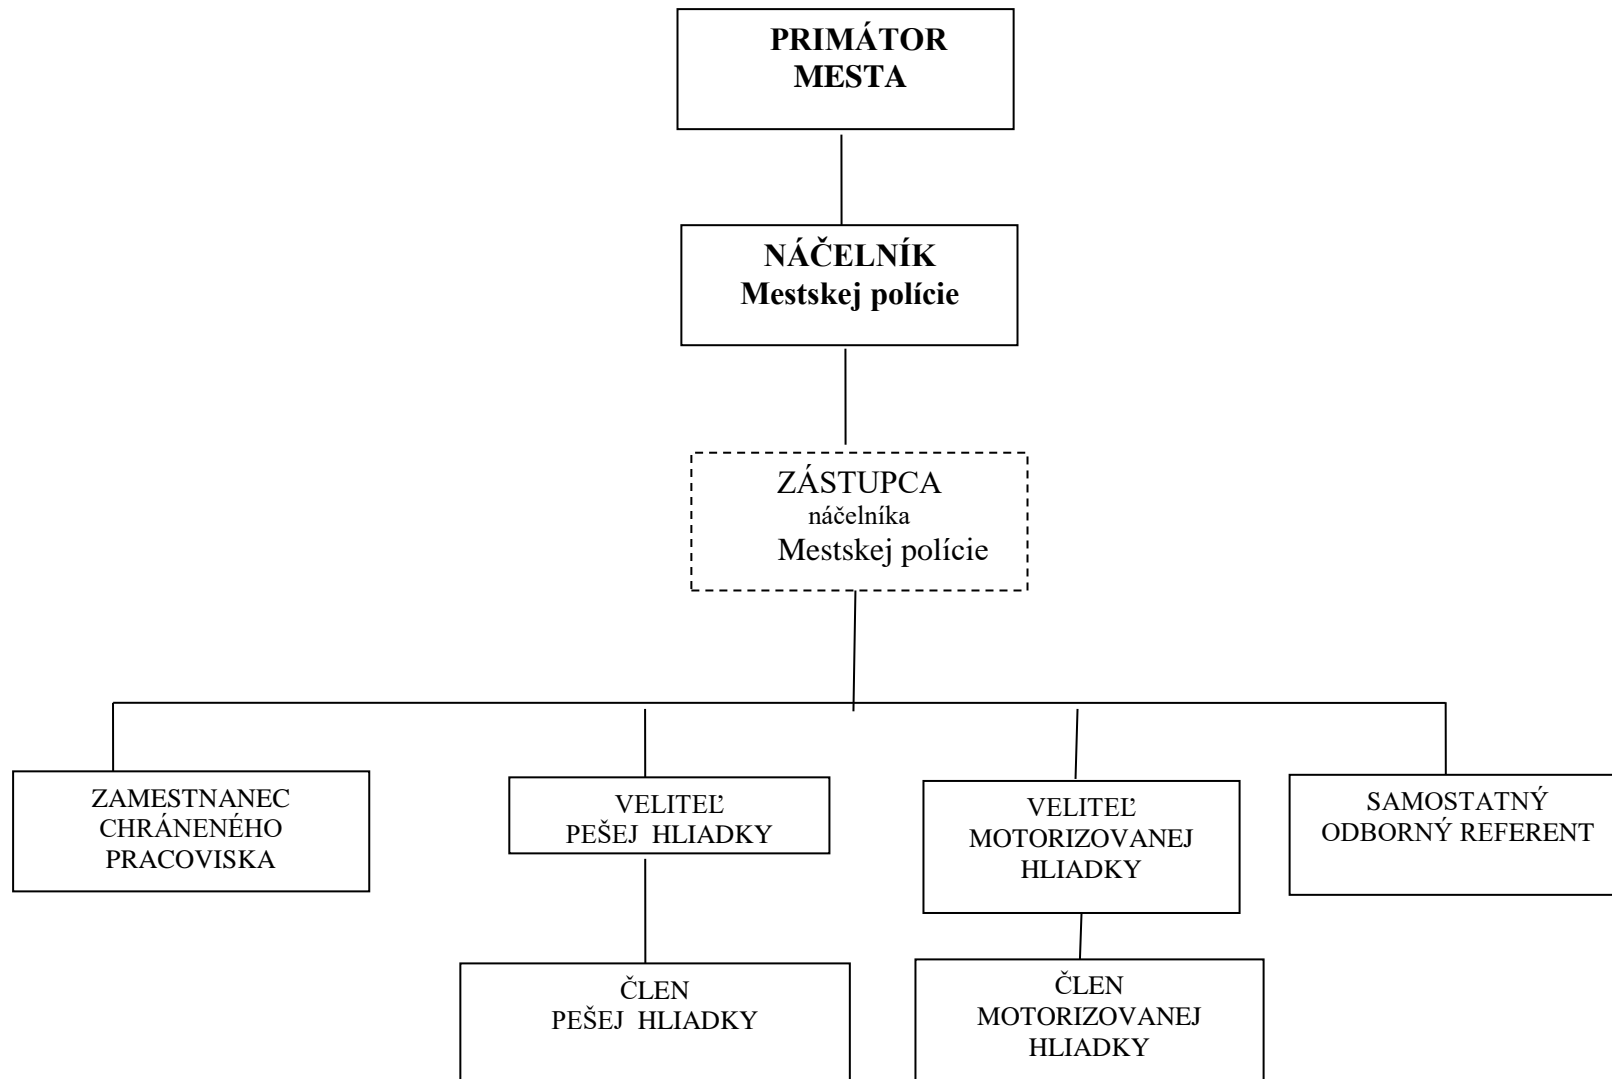 PRIMÁTOR
MESTA
NÁČELNÍK
Mestskej polície
ZÁSTUPCA
náčelníka
Mestskej polície
ZAMESTNANEC
CHRÁNENÉHO
PRACOVISKA
VELITEĽ
PEŠEJ HLIADKY
VELITEĽ
MOTORIZOVANEJ
HLIADKY
SAMOSTATNÝ
ODBORNÝ REFERENT
ČLEN
PEŠEJ HLIADKY
ČLEN
MOTORIZOVANEJ
HLIADKY